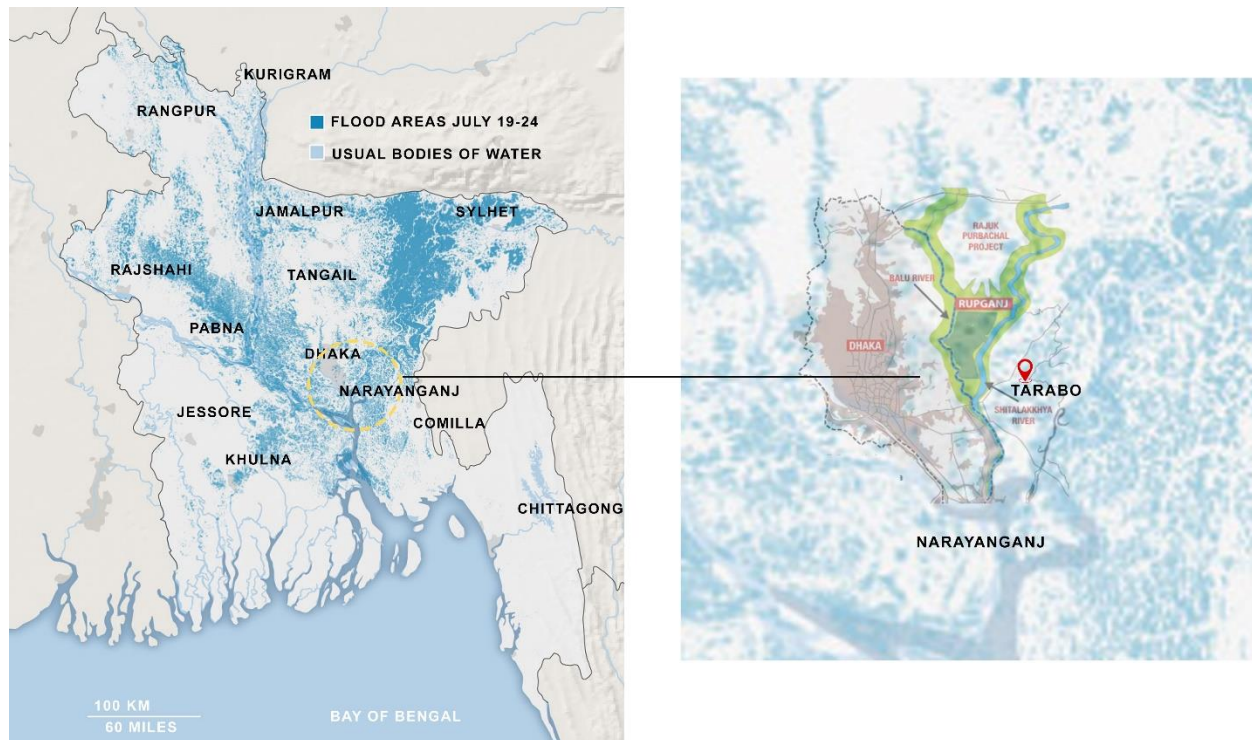 KURIGRAM
RANGPUR
FLOOD AREAS JULY 19-24
USUAL BODIES OF WATER
JAMALPUR
SYLHET
RAJSHAHI
TANGAIL
PABNA
DHAKA
NARAYANGANJ
JESSORE
COMILLA
KHULNA
CHITTAGONG
100 KM
60 MILES
BAY OF BENGAL
RAJUK
PURBACHAL
PROJECT
BALU RIVER
RUPGANJ
DHAKA
TARABO
SHITALAKKHYA
RIVER
NARAYANGANJ